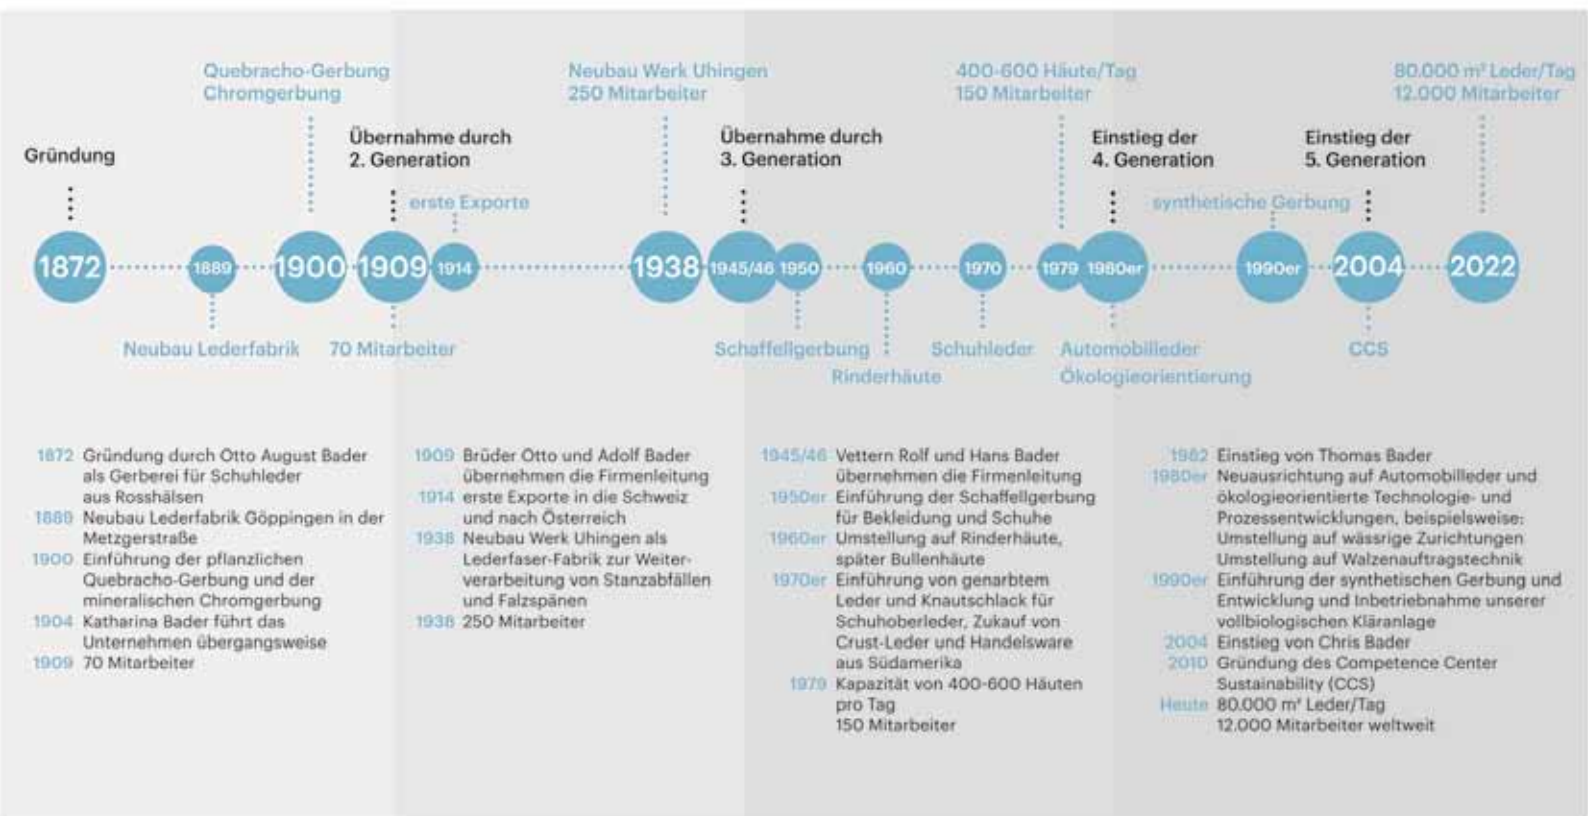 Quebracho-Gerbung
Chromgerbung
Neubau Werk Uhingen
250 Mitarbeiter
400-600 Häute/Tag
150 Mitarbeiter
80.000 m² Leder/Tag
12.000 Mitarbeiter
Gründung
Übernahme durch
2. Generation
Übernahme durch
3. Generation
Einstieg der
4. Generation
Einstieg der
5. Generation
erste Exporte
synthetische Gerbung
1872 1889 1900 1909 1914 1938 1945/46 1950 1960 1970 1979 1980er 1990er 2004 2022
Neubau Lederfabrik
70 Mitarbeiter
Schaffellgerbung
Rinderhäute
Schuhleder
Automobilleder
Ökologieorientierung
CCS
1872 Gründung durch Otto August Bader
als Gerberei für Schuhleder
aus Rosshälsen
1889 Neubau Lederfabrik Göppingen in der
Metzgerstraße
1900 Einführung der pflanzlichen
Quebracho-Gerbung und der
mineralischen Chromgerbung
1904 Katharina Bader führt das
Unternehmen übergangsweise
1909 70 Mitarbeiter
1909 Brüder Otto und Adolf Bader
übernehmen die Firmenleitung
1914 erste Exporte in die Schweiz
und nach Österreich
1938 Neubau Werk Uhingen als
Lederfaser-Fabrik zur Weiter-
verarbeitung von Stanzabfällen
und Falzspänen
1938 250 Mitarbeiter
1945/46 Vettern Rolf und Hans Bader
übernehmen die Firmenleitung
1950er Einführung der Schaffellgerbung
für Bekleidung und Schuhe
1960er Umstellung auf Rinderhäute,
später Bullenhäute
1970er Einführung von genarbtem
Leder und Knautschlack für
Schuhoberleder, Zukauf von
Crust-Leder und Handelsware
aus Südamerika
1979 Kapazität von 400-600 Häuten
pro Tag
150 Mitarbeiter
1982 Einstieg von Thomas Bader
1980er Neuausrichtung auf Automobilleder und
ökologieorientierte Technologie- und
Prozessentwicklungen, beispielsweise:
Umstellung auf wässrige Zurichtungen
Umstellung auf Walzenauftragstechnik
1990er Einführung der synthetischen Gerbung und
Entwicklung und Inbetriebnahme unserer
vollbiologischen Kläranlage
2004 Einstieg von Chris Bader
2010 Gründung des Competence Center
Sustainability (CCS)
Heute 80.000 m² Leder/Tag
12.000 Mitarbeiter weltweit